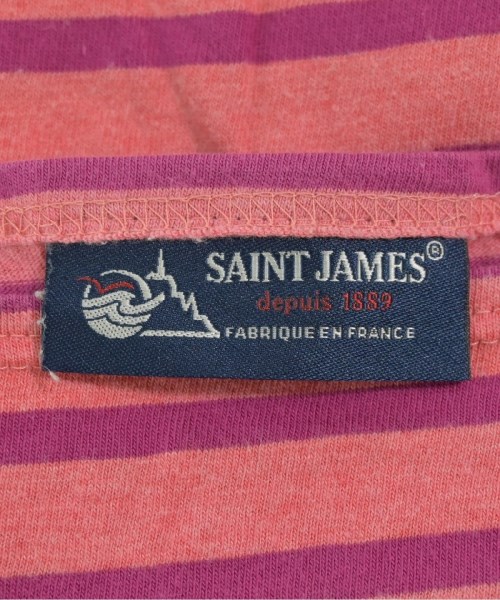 SAINT JAMES®
depuis 1889
FABRIQUE EN FRANCE